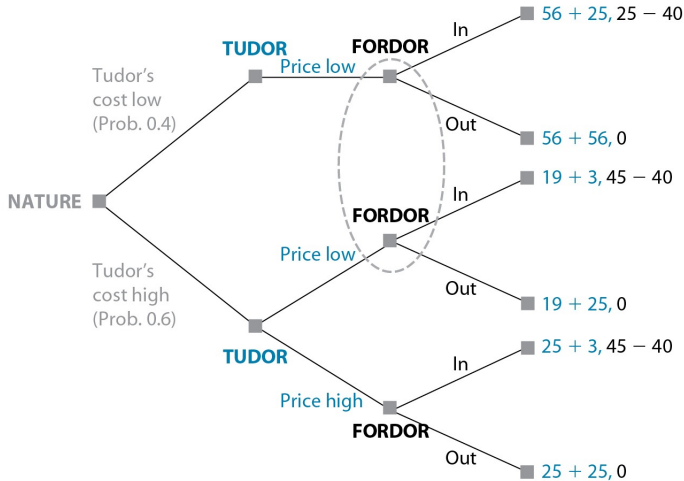 56 + 25, 25 − 40
In
TUDOR
FORDOR
Price low
Tudor's
cost low
(Prob. 0.4)
Out
56 + 56, 0
19 + 3, 45 − 40
In
NATURE
FORDOR
Price low
Tudor's
cost high
(Prob. 0.6)
Out
19 + 25, 0
25 + 3, 45 − 40
TUDOR
In
Price high
FORDOR
Out
25 + 25, 0